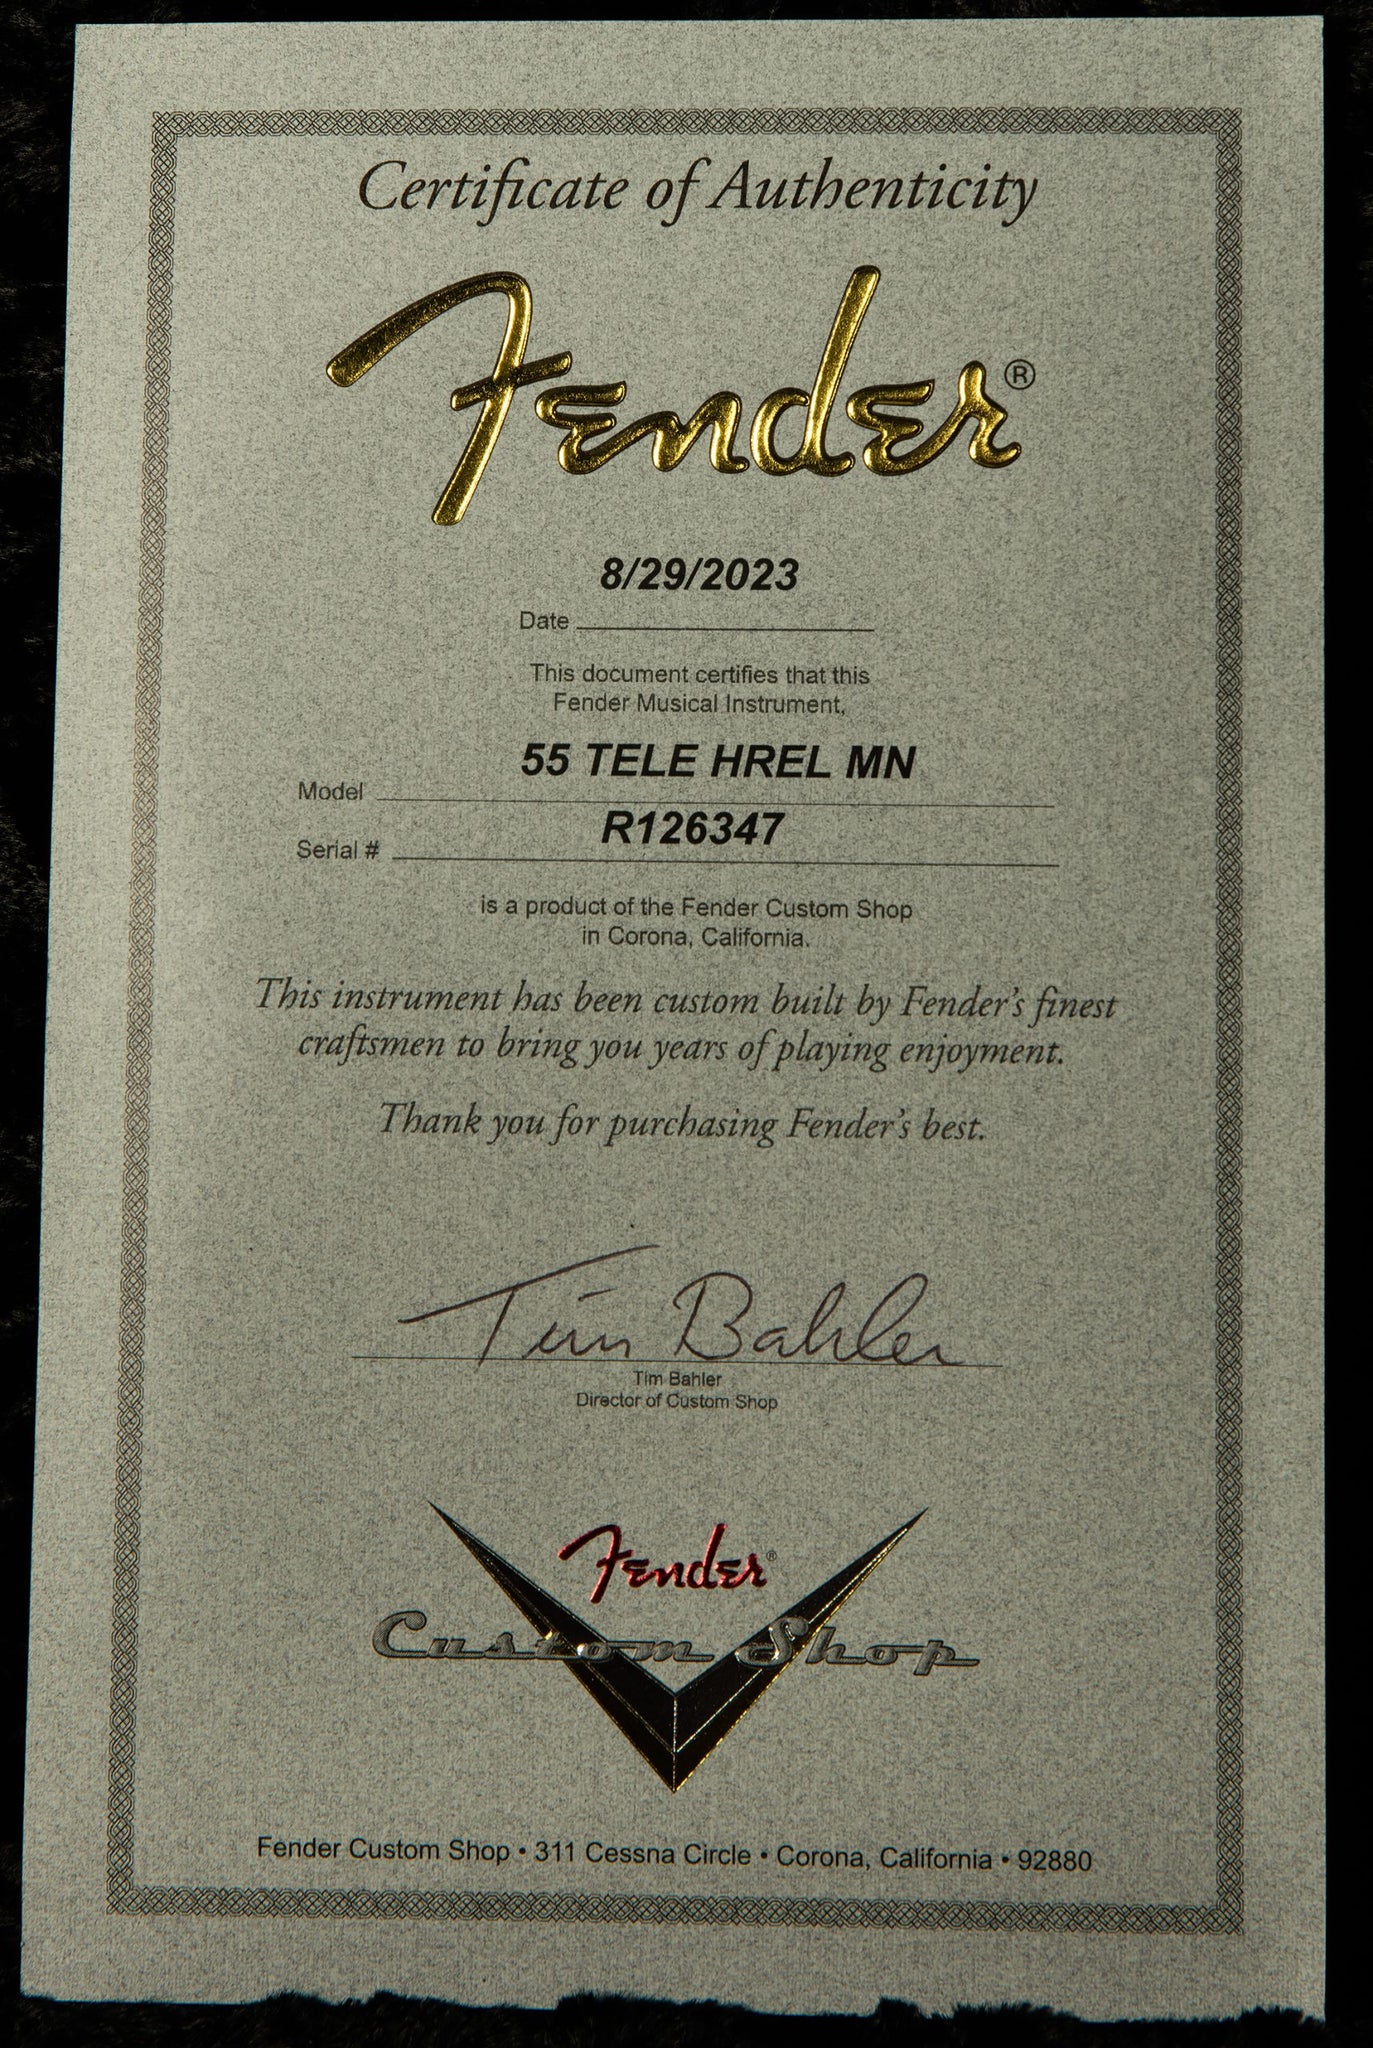 Certificate of Authenticity
Fender®
8/29/2023
Date
This document certifies that this
Fender Musical Instrument,
55 TELE HREL MN
Model
R126347
Serial #
is a product of the Fender Custom Shop
in Corona, California.
This instrument has been custom built by Fender's finest
craftsmen to bring you years of playing enjoyment.
Thank you for purchasing Fender's best.
Tim Bahler
Tim Bahler
Director of Custom Shop
Fender®
Custom Shop
Fender Custom Shop • 311 Cessna Circle • Corona, California • 92880